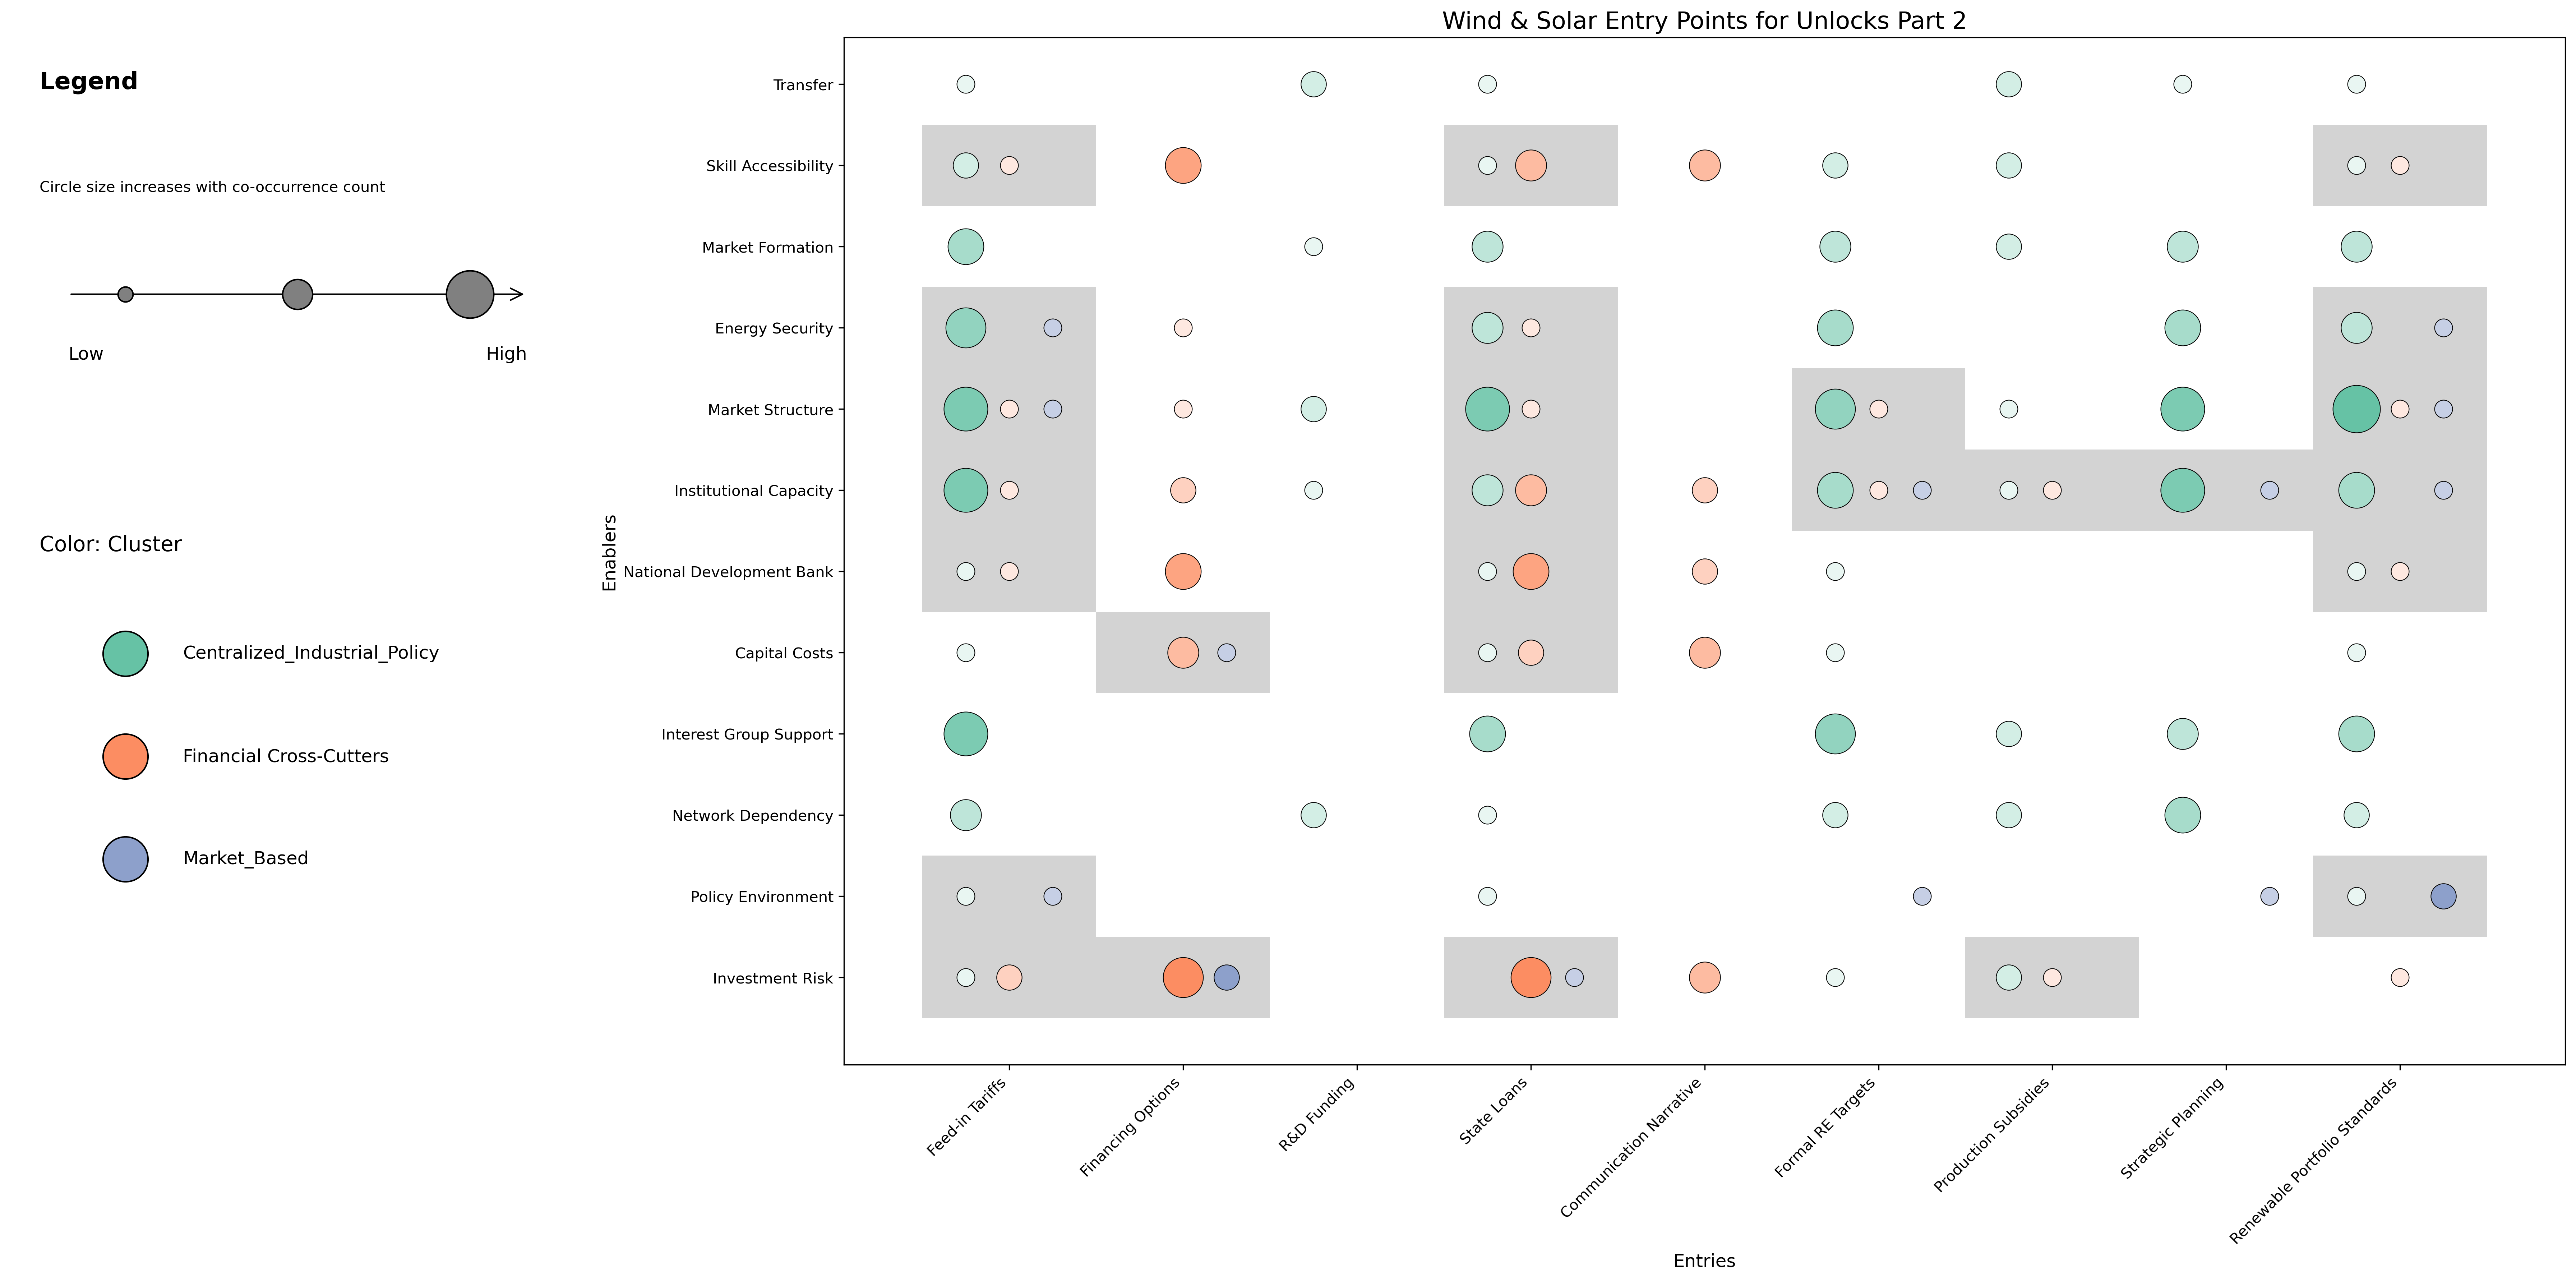 Wind & Solar Entry Points for Unlocks Part 2
Legend
Circle size increases with co-occurrence count
Low
High
Color: Cluster
Centralized_Industrial_Policy
Financial Cross-Cutters
Market_Based
Enablers
Transfer
Skill Accessibility
Market Formation
Energy Security
Market Structure
Institutional Capacity
National Development Bank
Capital Costs
Interest Group Support
Network Dependency
Policy Environment
Investment Risk
Feed-in Tariffs
Financing Options
R&D Funding
State Loans
Communication Narrative
Formal RE Targets
Production Subsidies
Strategic Planning
Renewable Portfolio Standards
Entries